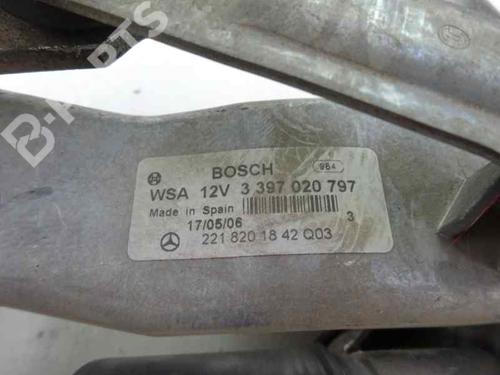 B-PARTS
BOSCH 984
WSA 12V 3 397 020 797
Made in Spain
17/05/06 3
221 820 18 42 Q03